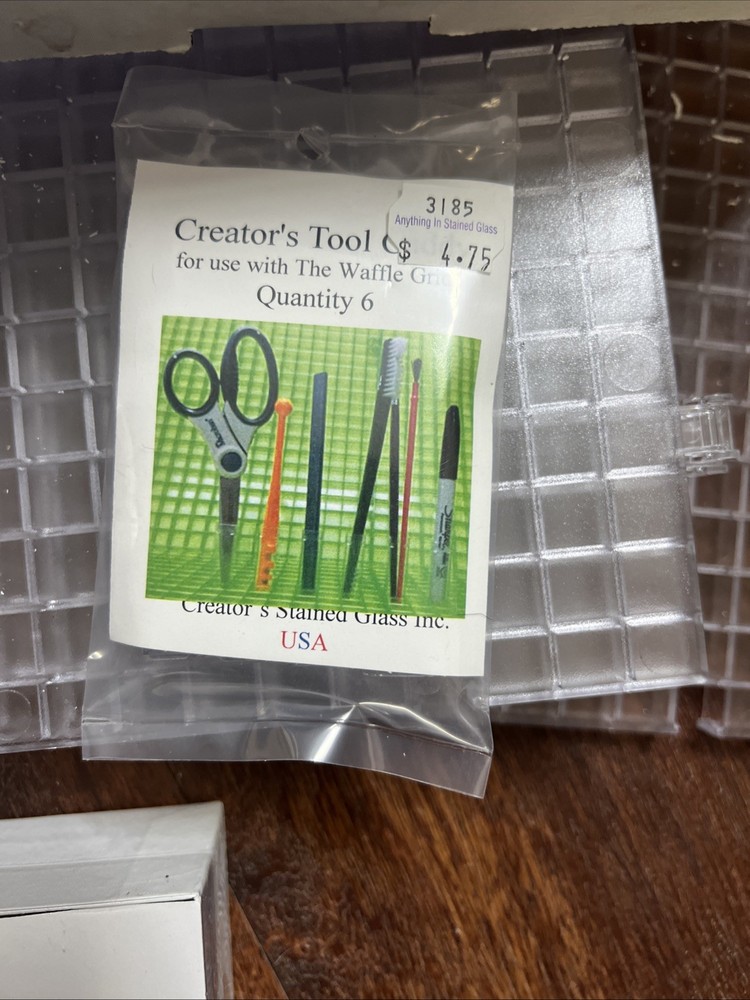 3185
Anything In Stained Glass
$ 4.75
Creator's Tool
for use with The Waffle
Quantity 6
Creator's Stained Glass Inc.
USA